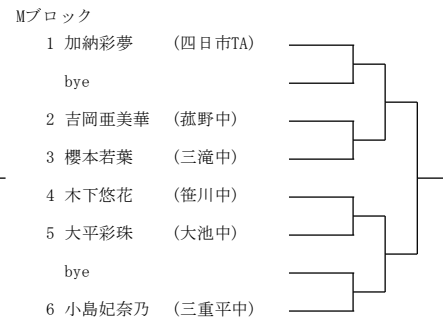 Mブロック
1 加納彩夢 (四日市TA)
bye
2 吉岡亜美華 (菰野中)
3 櫻本若葉 (三滝中)
4 木下悠花 (笹川中)
5 大平彩珠 (大池中)
bye
6 小島妃奈乃 (三重平中)